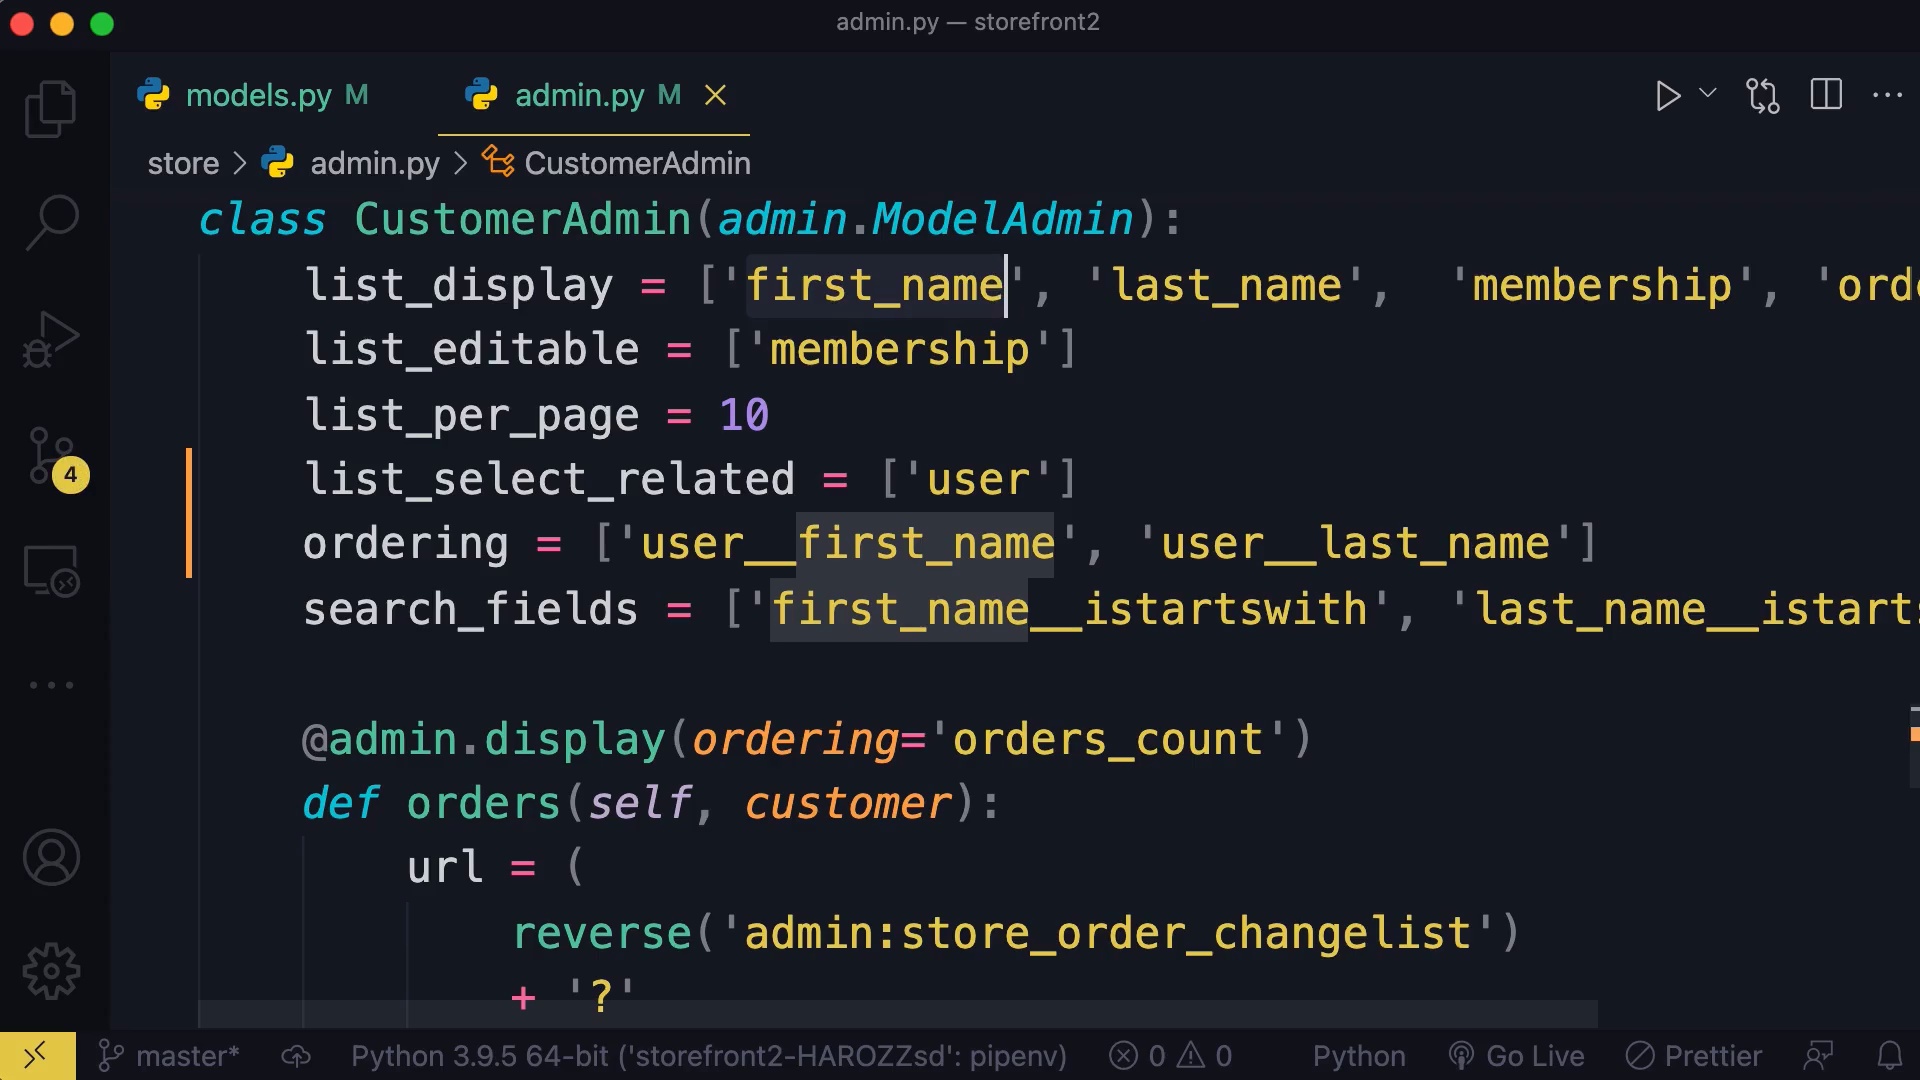 admin.py — storefront2
models.py M admin.py M
store > admin.py > CustomerAdmin
class CustomerAdmin(admin.ModelAdmin):
list_display = ['first_name', 'last_name', 'membership', 'ord
list_editable = ['membership']
list_per_page = 10
list_select_related = ['user']
ordering = ['user__first_name', 'user__last_name']
search_fields = ['first_name__istartswith', 'last_name__istarts
@admin.display(ordering='orders_count')
def orders(self, customer):
url = (
reverse('admin:store_order_changelist')
+ '?'
4
master* Python 3.9.5 64-bit ('storefront2-HAROZZsd': pipenv) 0 0 Python Go Live Prettier